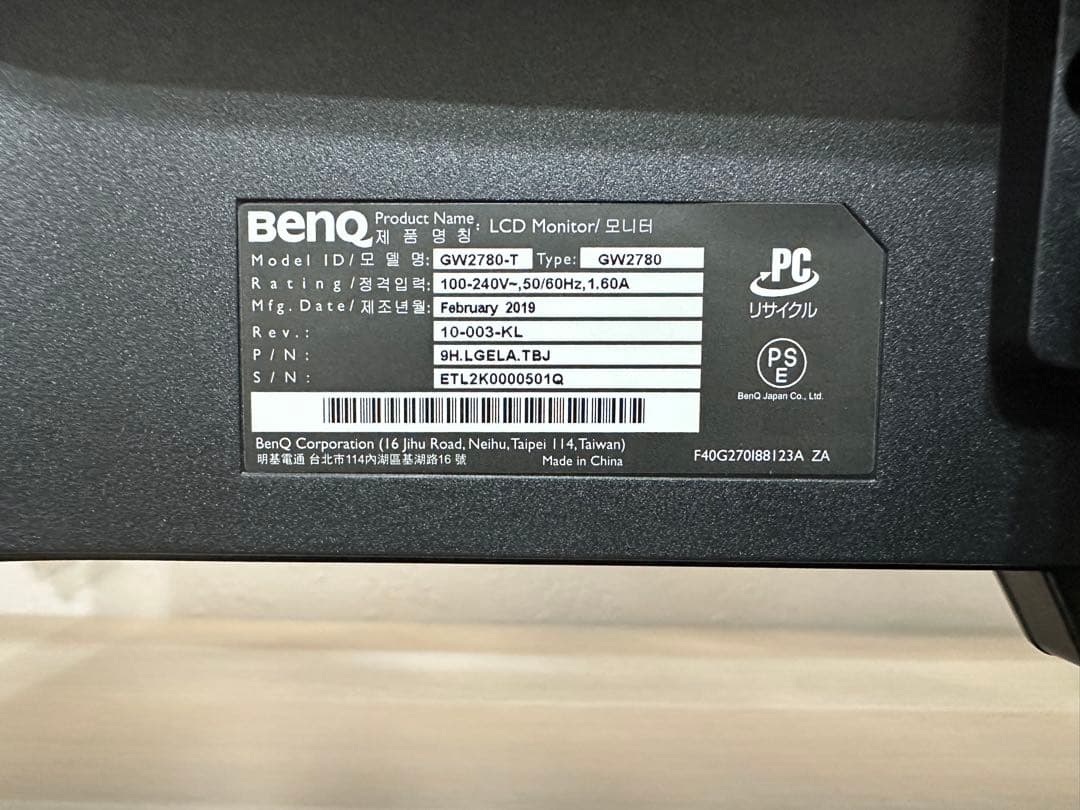 BenQ Product Name : LCD Monitor/ 모니터
제 품 명 칭
Model ID/모 델 명: GW2780-T Type: GW2780
Rating/정격입력: 100-240V~,50/60Hz,1.60A
Mfg. Date/ 제조년월: February 2019
Rev.: 10-003-KL
P/N: 9H.LGELA.TBJ
S/N: ETL2K0000501Q
BenQ Corporation (16 Jihu Road, Neihu, Taipei 114, Taiwan)
明基電通 台北市114內湖區基湖路16 號 Made in China
PC
リサイクル
PS
E
BenQ Japan Co., Ltd.
F40G270I88123A ZA